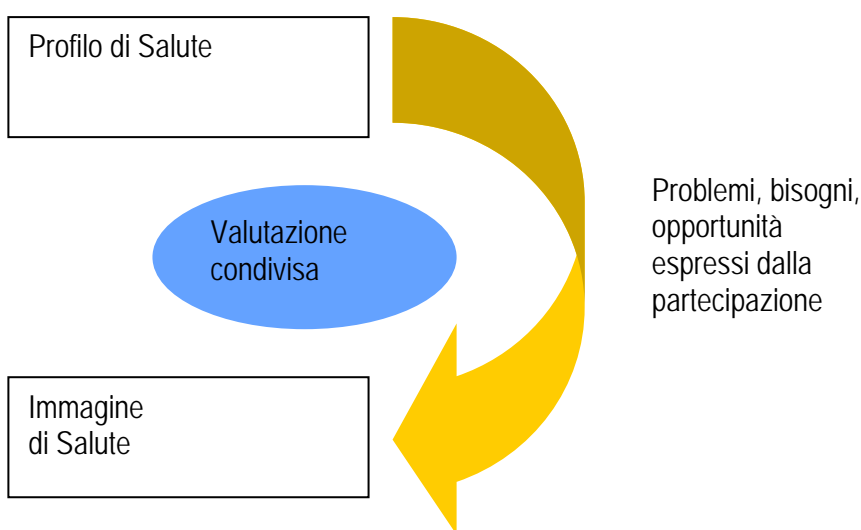 Profilo di Salute
Valutazione
condivisa
Problemi, bisogni,
opportunità
espressi dalla
partecipazione
Immagine
di Salute